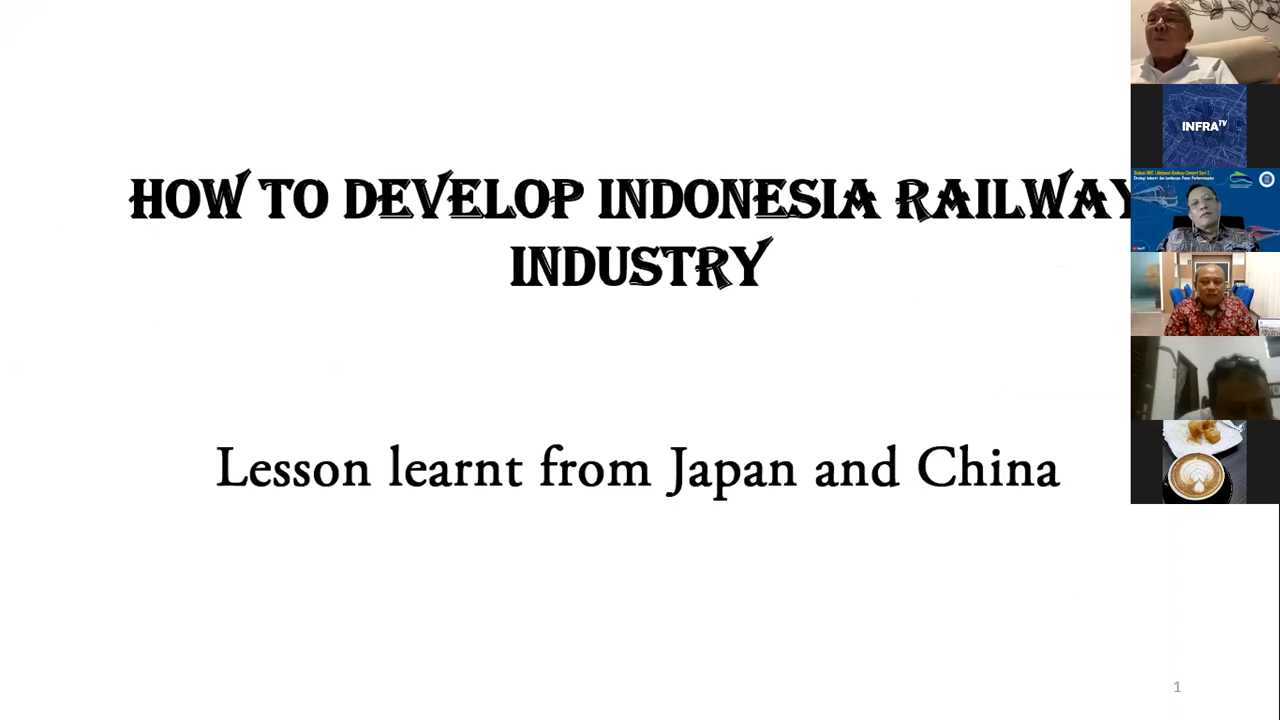 HOW TO DEVELOP INDONESIA RAILWAY
INDUSTRY
Lesson learnt from Japan and China
1
INFRA TV